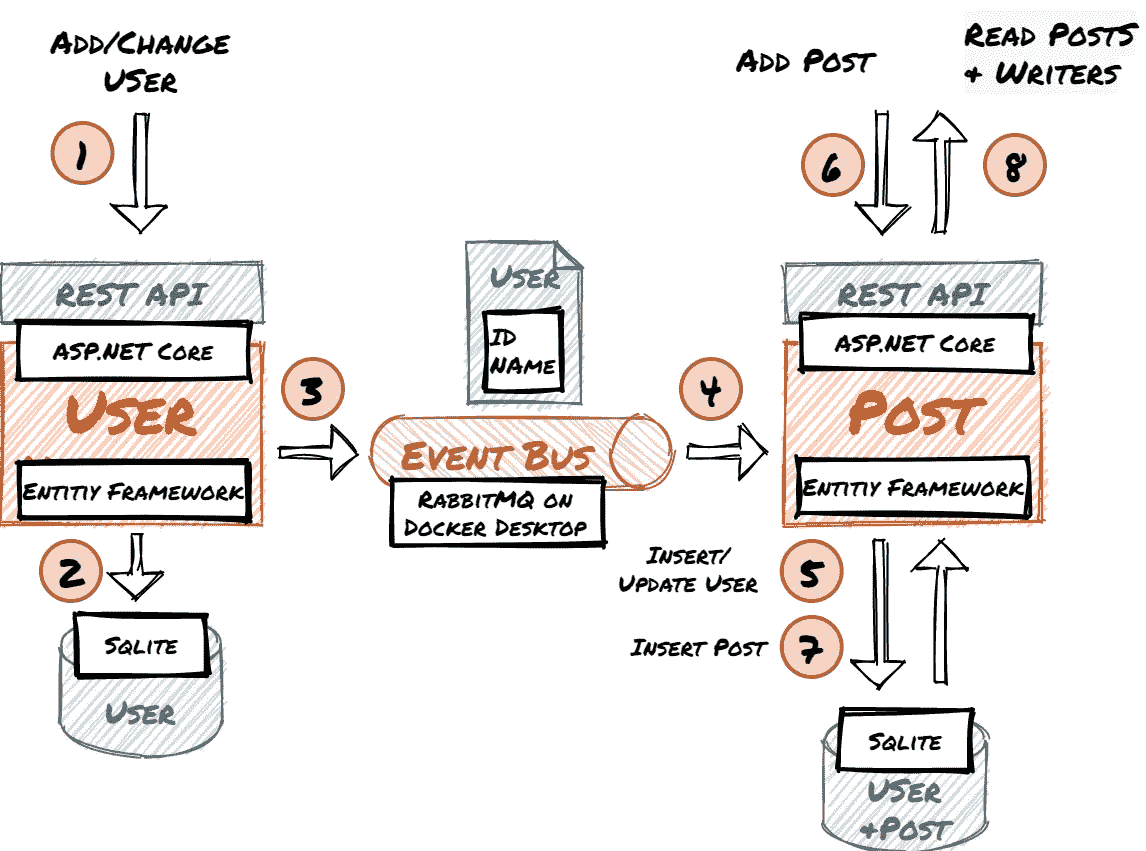 Add/Change
User
Add Post
Read Posts
& Writers
1
6
8
REST API
ASP.NET Core
User
Entitiy Framework
3
User
ID
Name
Event Bus
RabbitMQ on
Docker Desktop
4
REST API
ASP.NET Core
Post
Entitiy Framework
2
Sqlite
User
Insert/
Update User
5
Insert Post
7
Sqlite
User
+Post